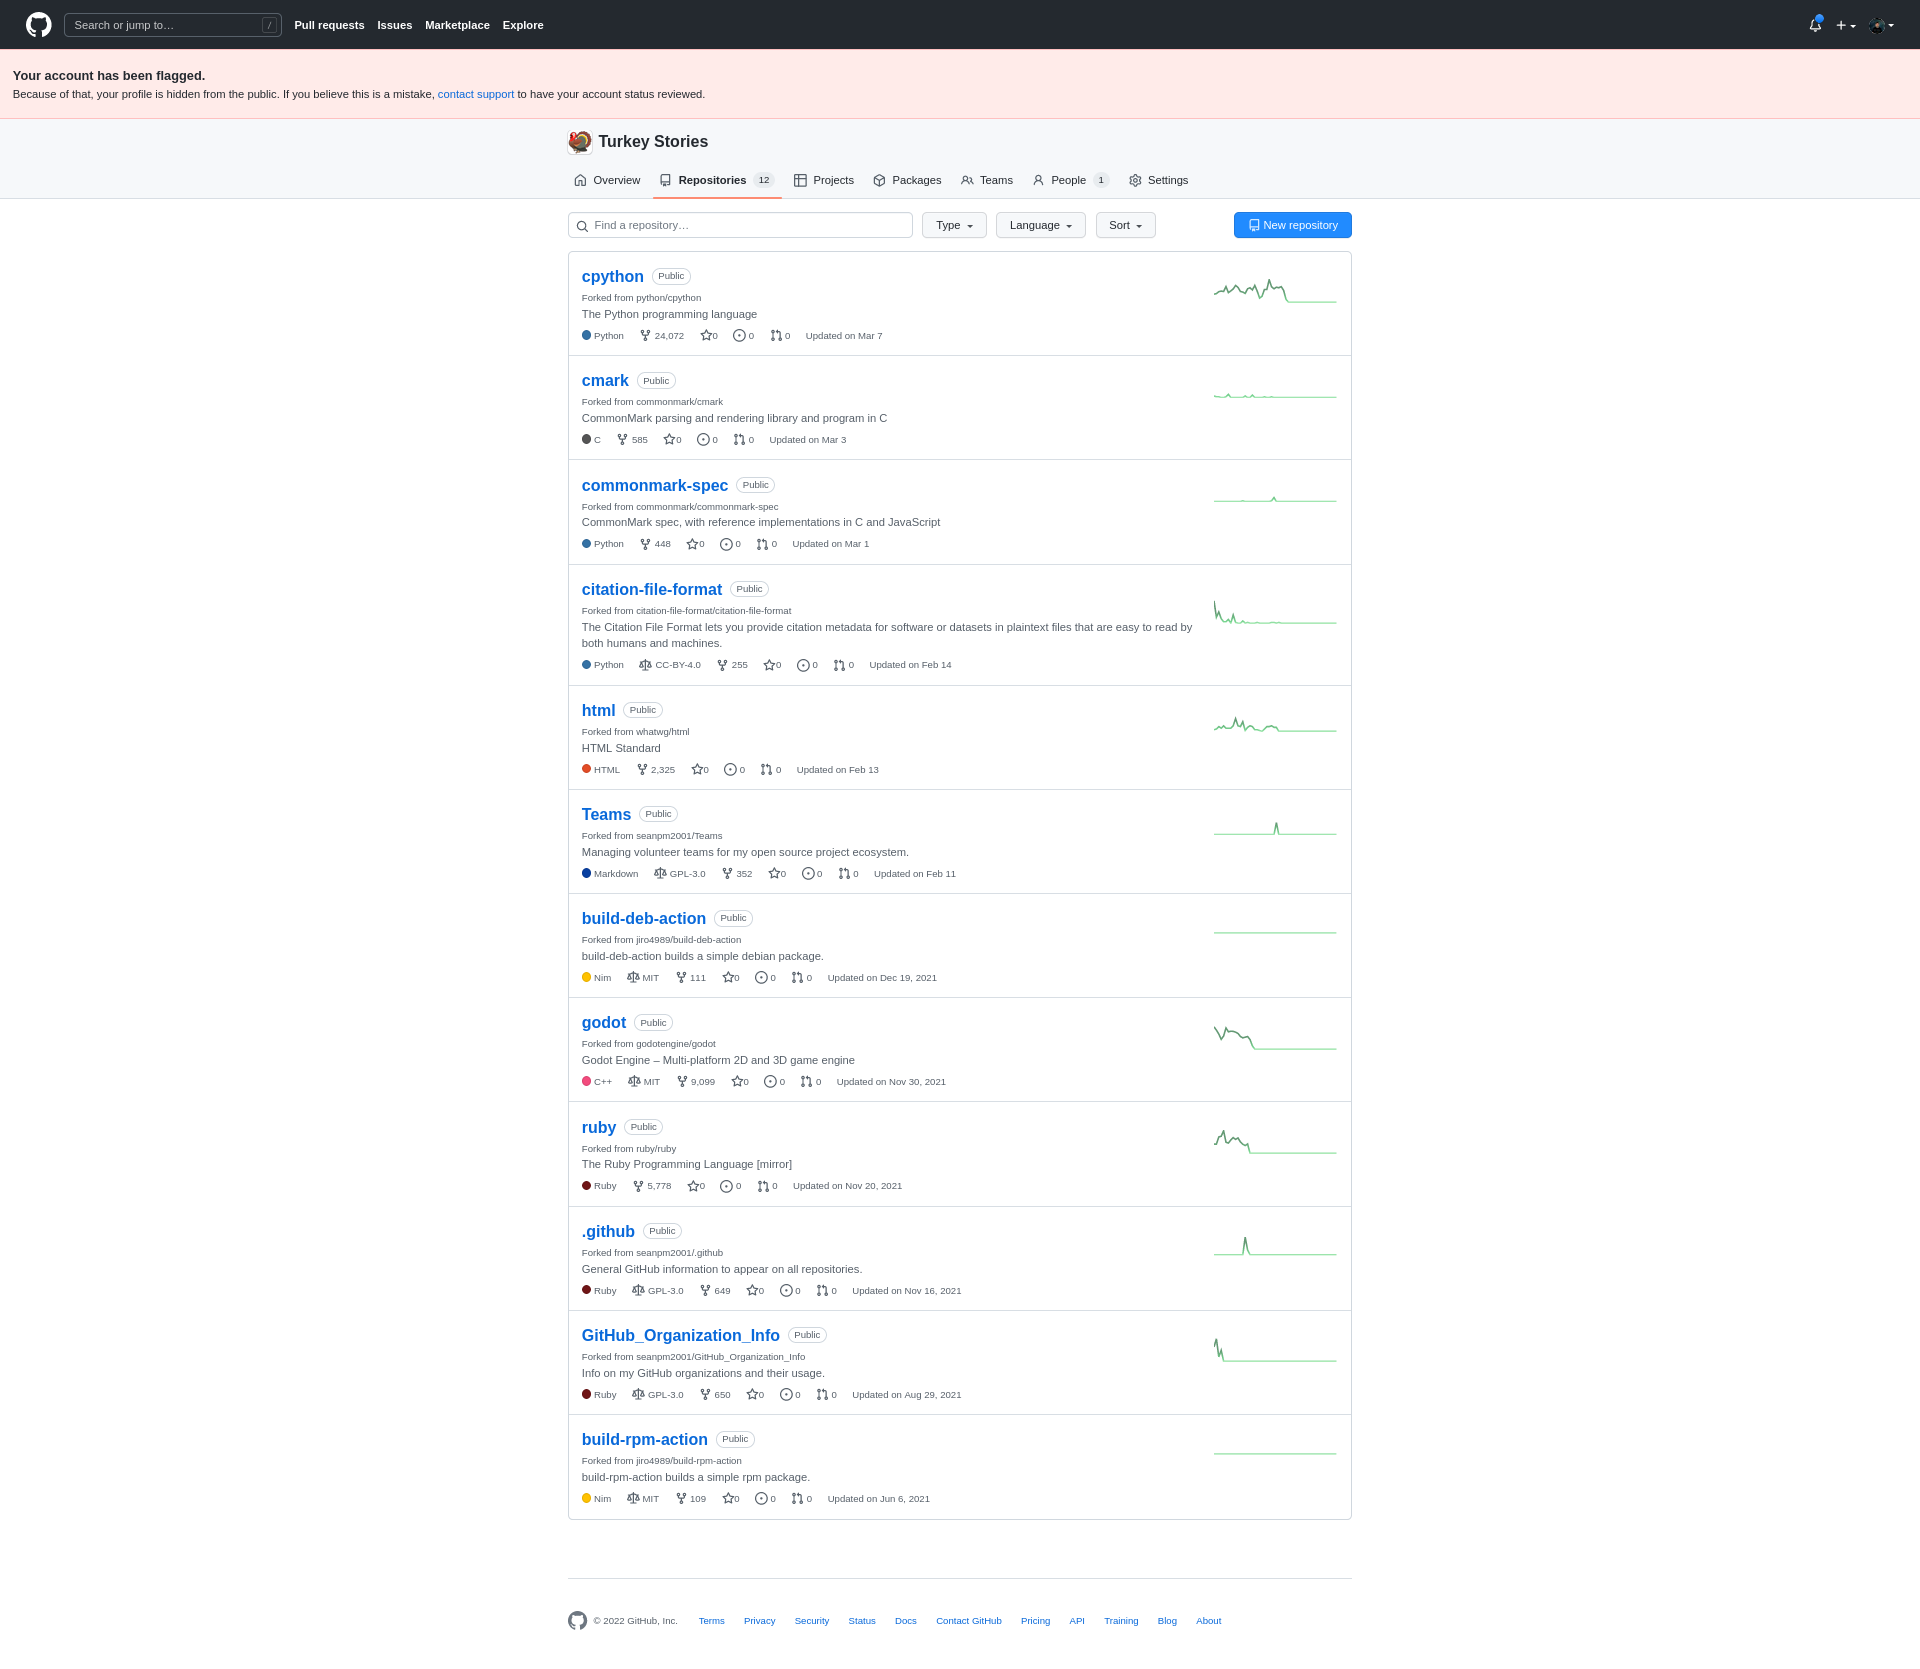 Search or jump to… /
Pull requests Issues Marketplace Explore
Your account has been flagged.
Because of that, your profile is hidden from the public. If you believe this is a mistake, contact support to have your account status reviewed.
Turkey Stories
Overview Repositories 12 Projects Packages Teams People 1 Settings
Find a repository… Type Language Sort New repository
cpython Public
Forked from python/cpython
The Python programming language
Python 24,072 0 0 0 Updated on Mar 7
cmark Public
Forked from commonmark/cmark
CommonMark parsing and rendering library and program in C
C 585 0 0 0 Updated on Mar 3
commonmark-spec Public
Forked from commonmark/commonmark-spec
CommonMark spec, with reference implementations in C and JavaScript
Python 448 0 0 0 Updated on Mar 1
citation-file-format Public
Forked from citation-file-format/citation-file-format
The Citation File Format lets you provide citation metadata for software or datasets in plaintext files that are easy to read by
both humans and machines.
Python CC-BY-4.0 255 0 0 0 Updated on Feb 14
html Public
Forked from whatwg/html
HTML Standard
HTML 2,325 0 0 0 Updated on Feb 13
Teams Public
Forked from seanpm2001/Teams
Managing volunteer teams for my open source project ecosystem.
Markdown GPL-3.0 352 0 0 0 Updated on Feb 11
build-deb-action Public
Forked from jiro4989/build-deb-action
build-deb-action builds a simple debian package.
Nim MIT 111 0 0 0 Updated on Dec 19, 2021
godot Public
Forked from godotengine/godot
Godot Engine – Multi-platform 2D and 3D game engine
C++ MIT 9,099 0 0 0 Updated on Nov 30, 2021
ruby Public
Forked from ruby/ruby
The Ruby Programming Language [mirror]
Ruby 5,778 0 0 0 Updated on Nov 20, 2021
.github Public
Forked from seanpm2001/.github
General GitHub information to appear on all repositories.
Ruby GPL-3.0 649 0 0 0 Updated on Nov 16, 2021
GitHub_Organization_Info Public
Forked from seanpm2001/GitHub_Organization_Info
Info on my GitHub organizations and their usage.
Ruby GPL-3.0 650 0 0 0 Updated on Aug 29, 2021
build-rpm-action Public
Forked from jiro4989/build-rpm-action
build-rpm-action builds a simple rpm package.
Nim MIT 109 0 0 0 Updated on Jun 6, 2021
© 2022 GitHub, Inc. Terms Privacy Security Status Docs Contact GitHub Pricing API Training Blog About